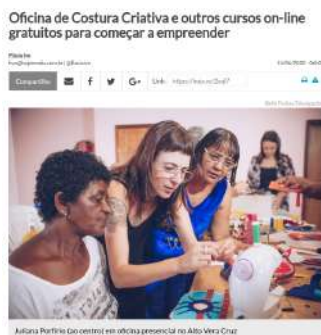 Oficina de Costura Criativa e outros cursos on-line
gratuitos para começar a empreender
Compartilhe
f
G+
Link:
Juliana Porfírio (ao centro) em oficina presencial no Alto Vera Cruz